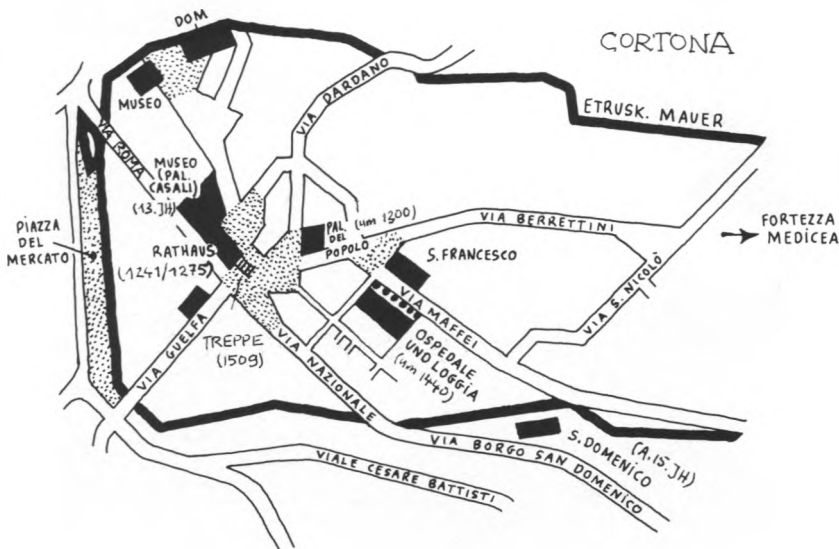 DOM
CORTONA
MUSEO
VIA DARDANO
ETRUSK. MAUER
VIA ROMA
MUSEO
(PAL.
CASALI)
(13.JH)
PIAZZA
DEL
MERCATO
RATHAUS
(1241/1275)
PAL. (um 1300)
DEL
POPOLO
VIA BERRETTINI
FORTEZZA
MEDICEA
S. FRANCESCO
VIA S. NICOLÒ
VIA MAFFEI
VIA GUELFA
TREPPE
(1509)
VIA NAZIONALE
OSPEDALE
UND LOGGIA
(um 1440)
S. DOMENICO
(A.15.JH)
VIA BORGO SAN DOMENICO
VIALE CESARE BATTISTI